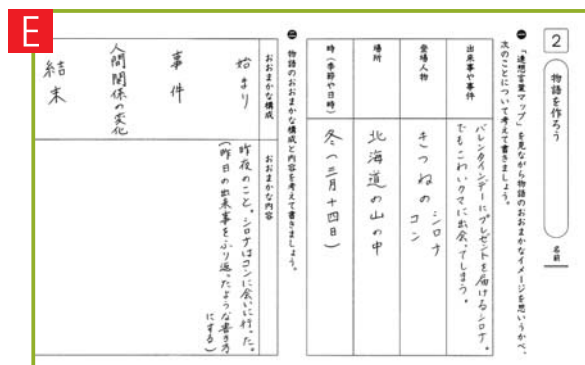 E
2
物語を作ろう
名前
一 「連想言葉マップ」を見ながら物語のおおまかなイメージを思いうかべ、
次のことについて考えて書きましょう。
出来事や事件
バレンタインデーにプレゼントを届けるシロナ。
でもこわいクマに出会ってしまう。
登場人物
きつねのシロナ
コン
場所
北海道の山の中
時(季節や日時)
冬(三月十四日)
二 物語のおおまかな構成と内容を考えて書きましょう。
おおまかな構成
おおまかな内容
始まり
昨夜のこと。シロナはコンに会いに行った。
(昨日の出来事をふり返ったような書き方
にする)
事件
人間関係の変化
結末